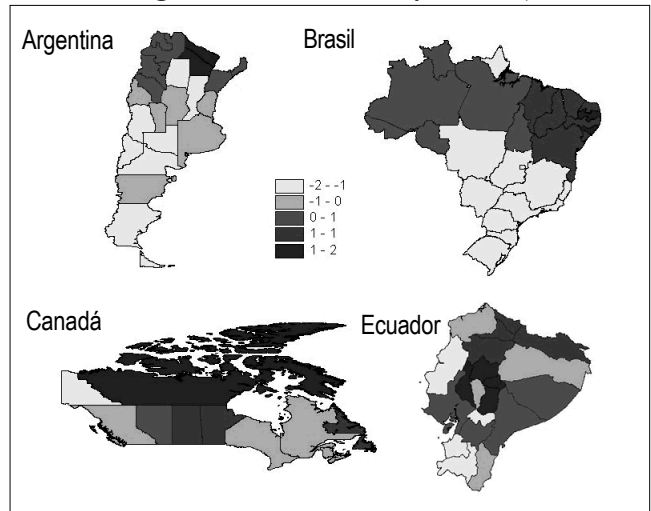 Argentina
Brasil
-2 - -1
-1 - 0
0 - 1
1 - 1
1 - 2
Canadá
Ecuador